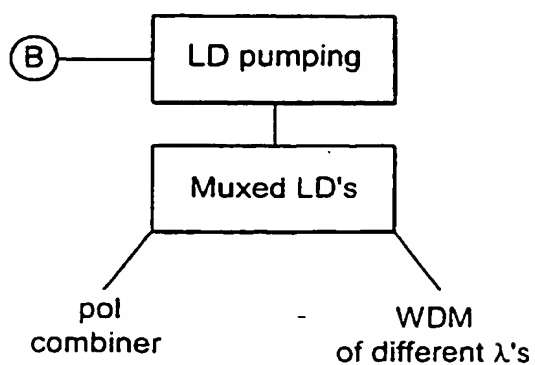 B
LD pumping
Muxed LD's
pol
combiner
WDM
of different λ's